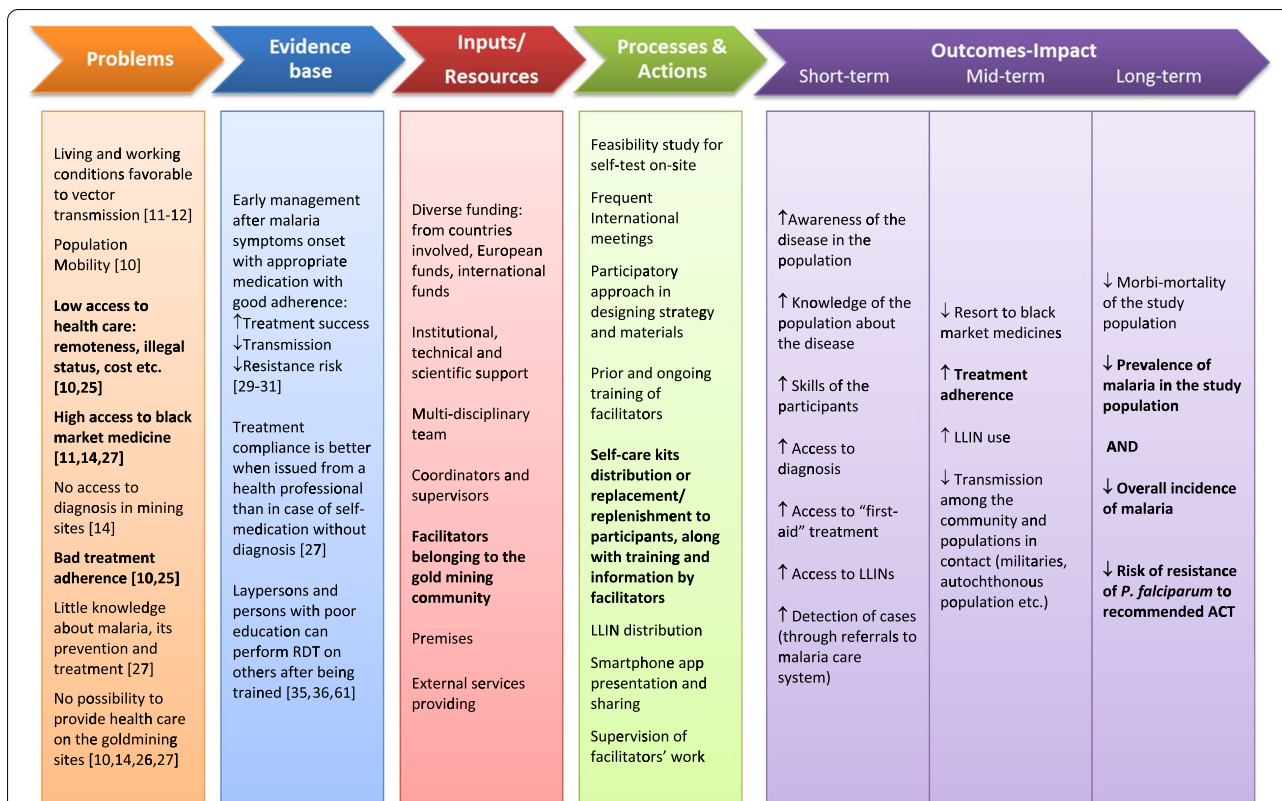 Problems
Evidence
base
Inputs/
Resources
Processes &
Actions
Outcomes-Impact
Short-term
Mid-term
Long-term
Living and working
conditions favorable
to vector
transmission [11-12]
Population
Mobility [10]
Low access to
health care:
remoteness, illegal
status, cost etc.
[10,25]
High access to black
market medicine
[11,14,27]
No access to
diagnosis in mining
sites [14]
Bad treatment
adherence [10,25]
Little knowledge
about malaria, its
prevention and
treatment [27]
No possibility to
provide health care
on the goldmining
sites [10,14,26,27]
Early management
after malaria
symptoms onset
with appropriate
medication with
good adherence:
↑Treatment success
↓Transmission
↓Resistance risk
[29-31]
Treatment
compliance is better
when issued from a
health professional
than in case of self-
medication without
diagnosis [27]
Laypersons and
persons with poor
education can
perform RDT on
others after being
trained [35,36,61]
Diverse funding:
from countries
involved, European
funds, international
funds
Institutional,
technical and
scientific support
Multi-disciplinary
team
Coordinators and
supervisors
Facilitators
belonging to the
gold mining
community
Premises
External services
providing
Feasibility study for
self-test on-site
Frequent
International
meetings
Participatory
approach in
designing strategy
and materials
Prior and ongoing
training of
facilitators
Self-care kits
distribution or
replacement/
replenishment to
participants, along
with training and
information by
facilitators
LLIN distribution
Smartphone app
presentation and
sharing
Supervision of
facilitators' work
↑Awareness of the
disease in the
population
↑ Knowledge of the
population about
the disease
↑ Skills of the
participants
↑ Access to
diagnosis
↑ Access to "first-
aid" treatment
↑ Access to LLINs
↑ Detection of cases
(through referrals to
malaria care
system)
↓ Resort to black
market medicines
↑ Treatment
adherence
↑ LLIN use
↓ Transmission
among the
community and
populations in
contact (militaries,
autochthonous
population etc.)
↓ Morbi-mortality
of the study
population
↓ Prevalence of
malaria in the study
population
AND
↓ Overall incidence
of malaria
↓ Risk of resistance
of P. falciparum to
recommended ACT